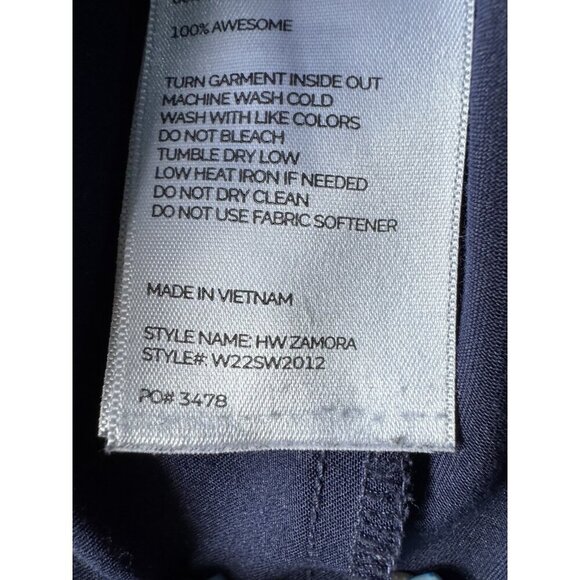 100% AWESOME
TURN GARMENT INSIDE OUT
MACHINE WASH COLD
WASH WITH LIKE COLORS
DO NOT BLEACH
TUMBLE DRY LOW
LOW HEAT IRON IF NEEDED
DO NOT DRY CLEAN
DO NOT USE FABRIC SOFTENER
MADE IN VIETNAM
STYLE NAME: HW ZAMORA
STYLE#: W22SW2012
PO# 3478